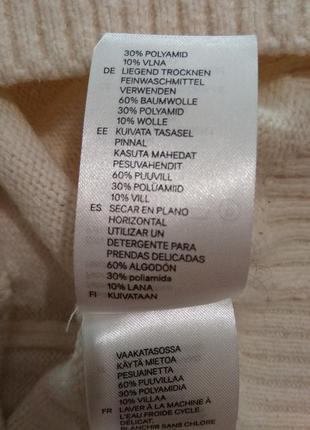 30% POLYAMID
10% VLNA
DE LIEGEND TROCKNEN
FEINWASCHMITTEL
VERWENDEN
60% BAUMWOLLE
30% POLYAMID
10% WOLLE
EE KUIVATA TASASEL
PINNAL
KASUTA MAHEDAT
PESUVAHENDIT
60% PUUVILL
30% POLÜAMIID
10% VILL
ES SECAR EN PLANO
HORIZONTAL
UTILIZAR UN
DETERGENTE PARA
PRENDAS DELICADAS
60% ALGODÓN
30% poliamida
10% LANA
FI KUIVATAAN
VAAKATASOSSA
KÄYTÄ MIETOA
PESUAINETTA
60% PUUVILLAA
30% POLYAMIDIA
10% VILLAA
FR LAVER À LA MACHINE À
L'EAU FROIDE CYCLE
DÉLICAT.
BLANCHIR SANS CHLORE